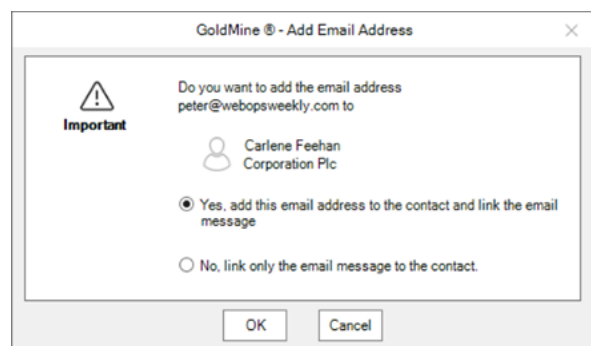 GoldMine ® - Add Email Address
Do you want to add the email address
peter@webopsweekly.com to
Important
Carlene Feehan
Corporation Plc
Yes, add this email address to the contact and link the email
message
No, link only the email message to the contact.
OK
Cancel